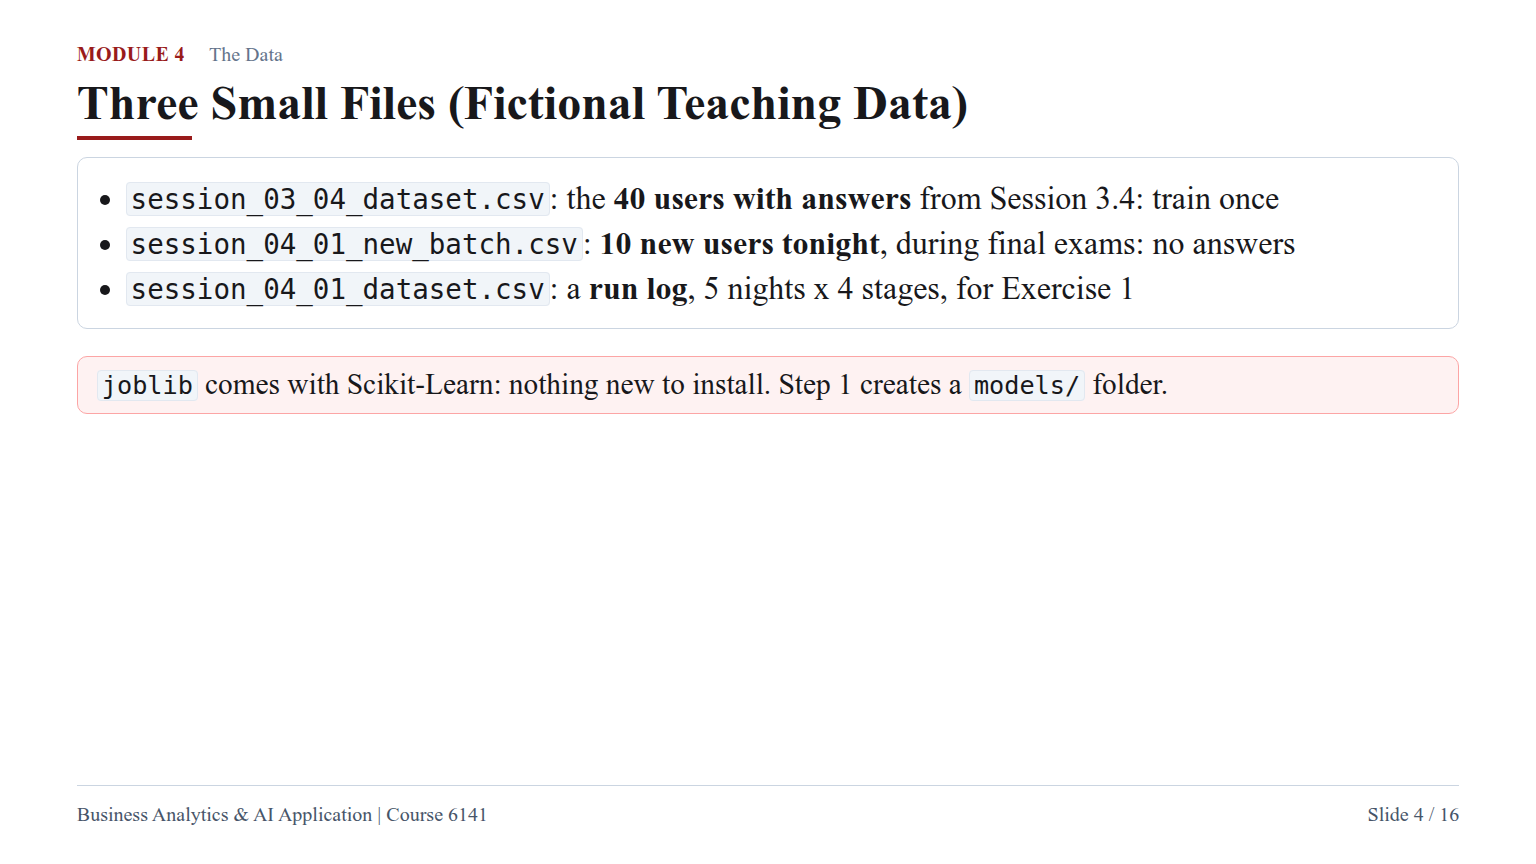 MODULE 4 The Data
Three Small Files (Fictional Teaching Data)
• session_03_04_dataset.csv: the 40 users with answers from Session 3.4: train once
• session_04_01_new_batch.csv: 10 new users tonight, during final exams: no answers
• session_04_01_dataset.csv: a run log, 5 nights x 4 stages, for Exercise 1
joblib comes with Scikit-Learn: nothing new to install. Step 1 creates a models/ folder.
Business Analytics & AI Application | Course 6141
Slide 4 / 16